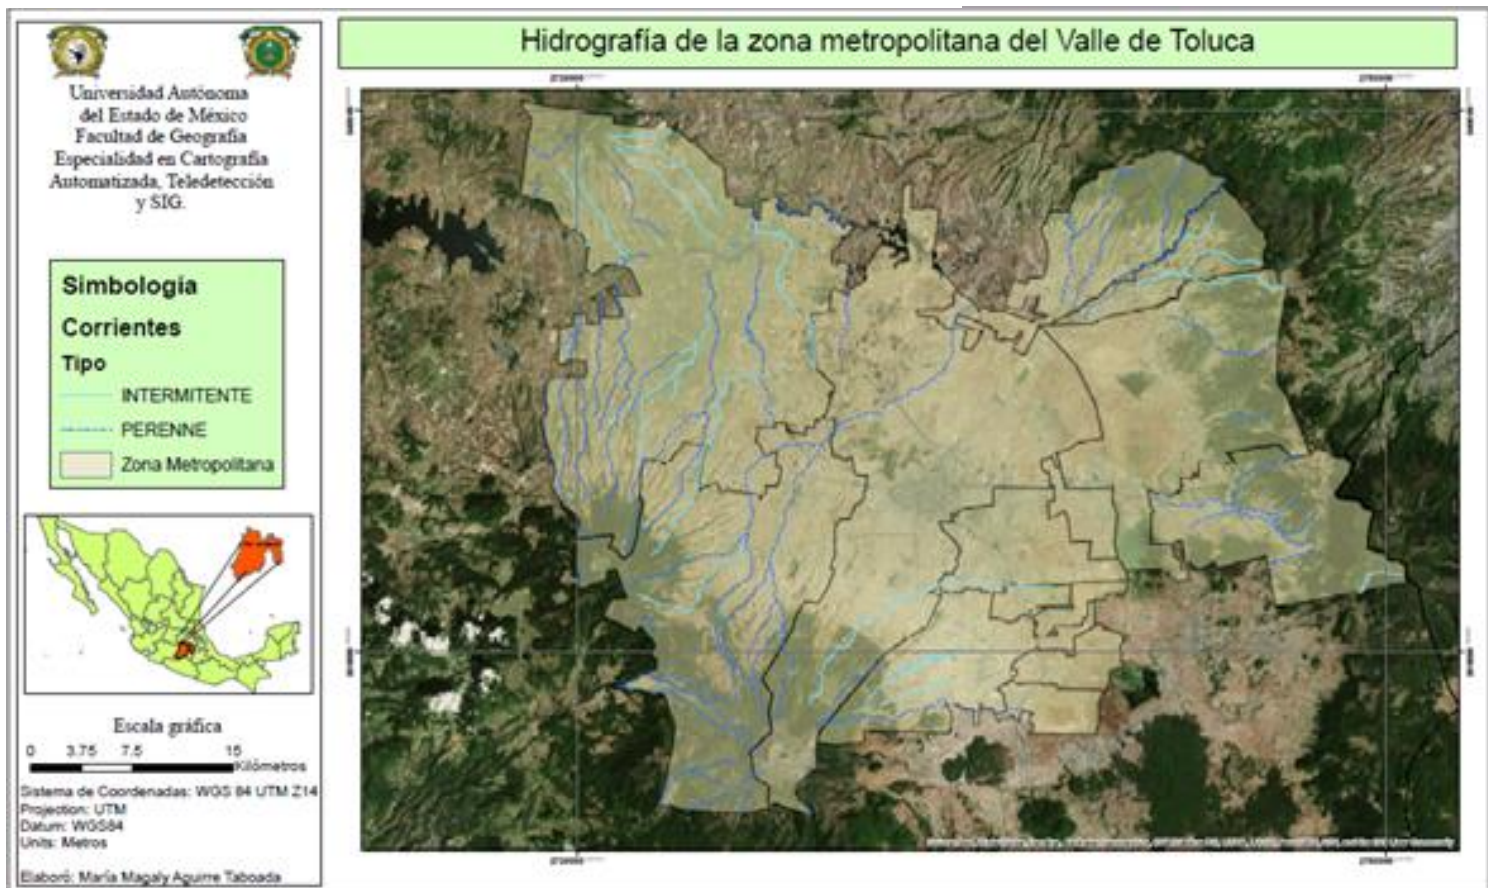 Universidad Autónoma
del Estado de México
Facultad de Geografía
Especialidad en Cartografía
Automatizada, Teledetección
y SIG.
Hidrografía de la zona metropolitana del Valle de Toluca
Simbología
Corrientes
Tipo
INTERMITENTE
PERENNE
Zona Metropolitana
Escala gráfica
0 3.75 7.5 15
Kilómetros
Sistema de Coordenadas: WGS 84 UTM Z14
Projection: UTM
Datum: WGS84
Units: Metros
Elaboró: María Magaly Aguirre Taboada